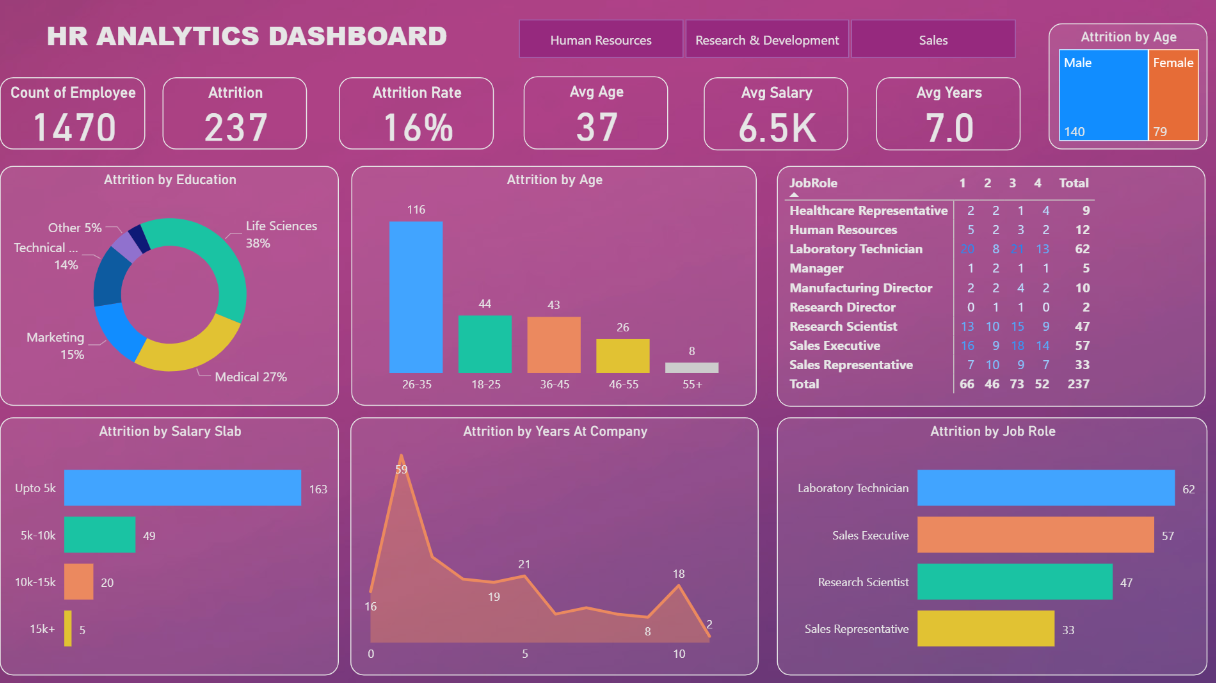 HR ANALYTICS DASHBOARD
Human Resources
Research & Development
Sales
Attrition by Age
Male
Female
140
79
Count of Employee
1470
Attrition
237
Attrition Rate
16%
Avg Age
37
Avg Salary
6.5K
Avg Years
7.0
Attrition by Education
Life Sciences
38%
Medical 27%
Marketing
15%
Technical ...
14%
Other 5%
Attrition by Age
116
44
43
26
8
26-35
18-25
36-45
46-55
55+
JobRole 1 2 3 4 Total
Healthcare Representative 2 2 1 4 9
Human Resources 5 2 3 2 12
Laboratory Technician 20 8 21 13 62
Manager 1 2 1 1 5
Manufacturing Director 2 2 4 2 10
Research Director 0 1 1 0 2
Research Scientist 13 10 15 9 47
Sales Executive 16 9 18 14 57
Sales Representative 7 10 9 7 33
Total 66 46 73 52 237
Attrition by Salary Slab
Upto 5k 163
5k-10k 49
10k-15k 20
15k+ 5
Attrition by Years At Company
59
16
19
21
8
18
2
0
5
10
Attrition by Job Role
Laboratory Technician 62
Sales Executive 57
Research Scientist 47
Sales Representative 33